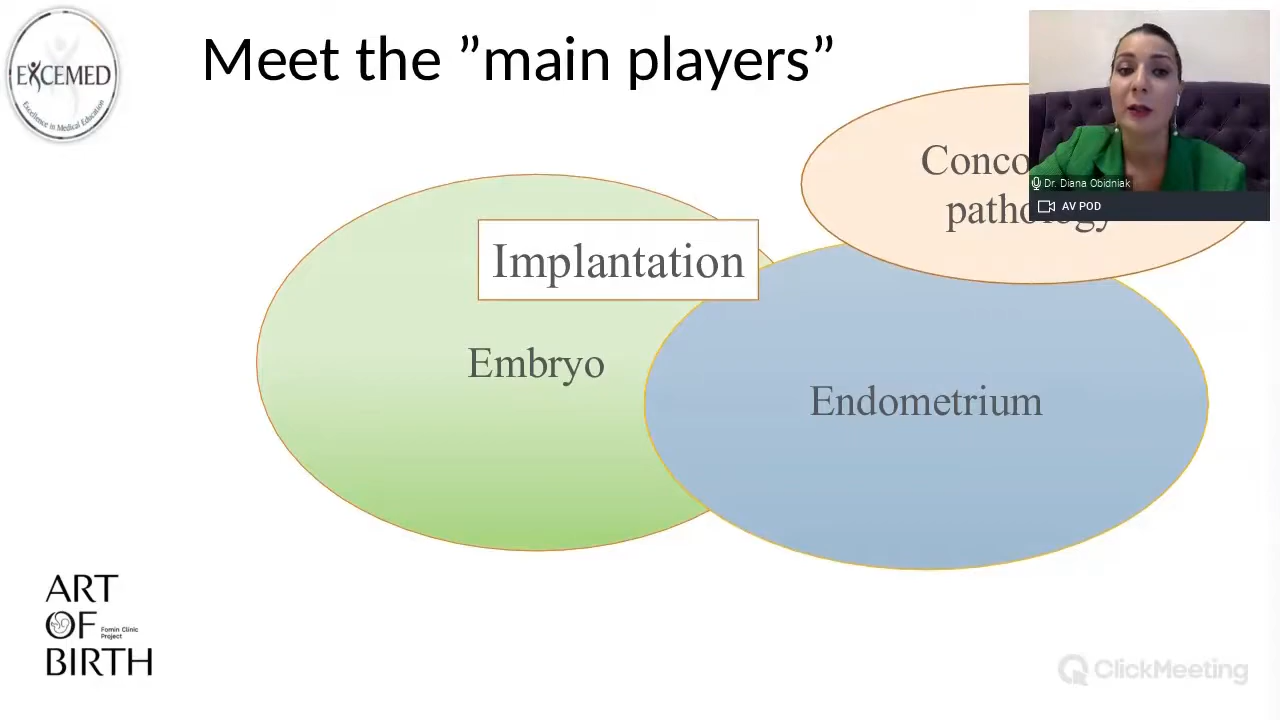 EXCEMED
Excellence in Medical Education
Meet the ”main players”
Conco
pathology
Dr. Diana Obidniak
AV POD
Implantation
Embryo
Endometrium
ART
OF
Fomin Clinic
Project
BIRTH
ClickMeeting